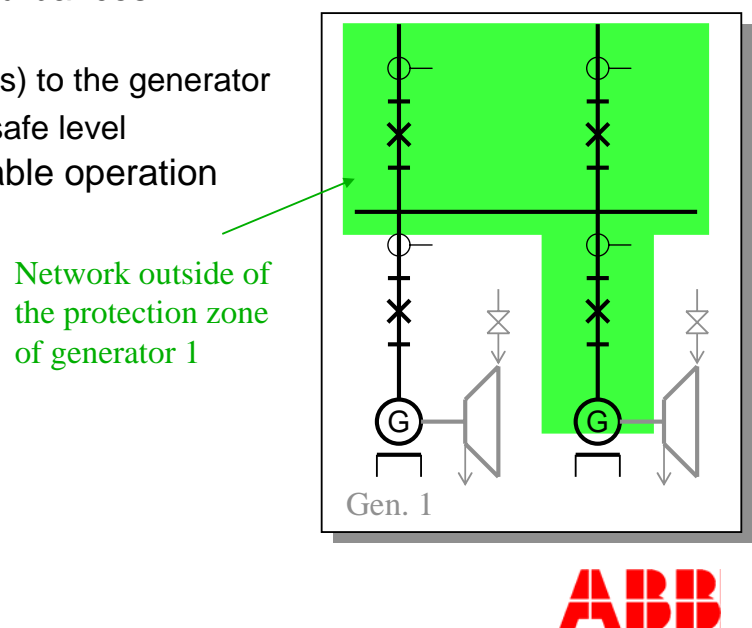 s) to the generator
safe level
able operation
Network outside of
the protection zone
of generator 1
G
G
Gen. 1
ABB